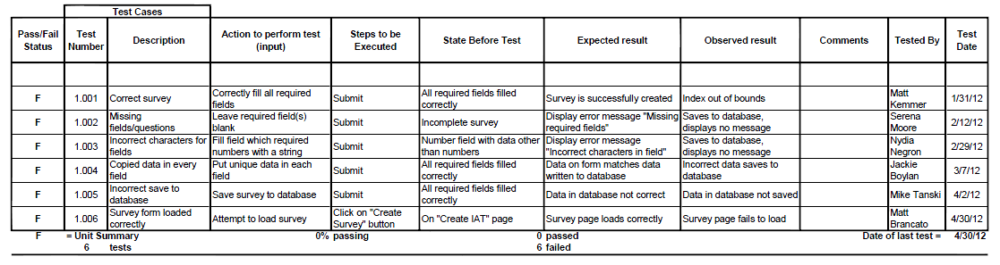 Test Cases
Pass/Fail Status Test Number Description Action to perform test (input) Steps to be Executed State Before Test Expected result Observed result Comments Tested By Test Date
F 1.001 Correct survey Correctly fill all required fields Submit All required fields filled correctly Survey is successfully created Index out of bounds Matt Kemmer 1/31/12
F 1.002 Missing fields/questions Leave required field(s) blank Submit Incomplete survey Display error message "Missing required fields" Saves to database, displays no message Serena Moore 2/12/12
F 1.003 Incorrect characters for fields Fill field which required numbers with a string Submit Number field with data other than numbers Display error message "Incorrect characters in field" Saves to database, displays no message Nydia Negron 2/29/12
F 1.004 Copied data in every field Put unique data in each field Submit All required fields filled correctly Data on form matches data written to database Incorrect data saves to database Jackie Boylan 3/7/12
F 1.005 Incorrect save to database Save survey to database Submit All required fields filled correctly Data in database not correct Data in database not saved Mike Tanski 4/2/12
F 1.006 Survey form loaded correctly Attempt to load survey Click on "Create Survey" button On "Create IAT" page Survey page loads correctly Survey page fails to load Matt Brancato 4/30/12
F = Unit Summary 0% passing 0 passed Date of last test = 4/30/12
6 tests 6 failed